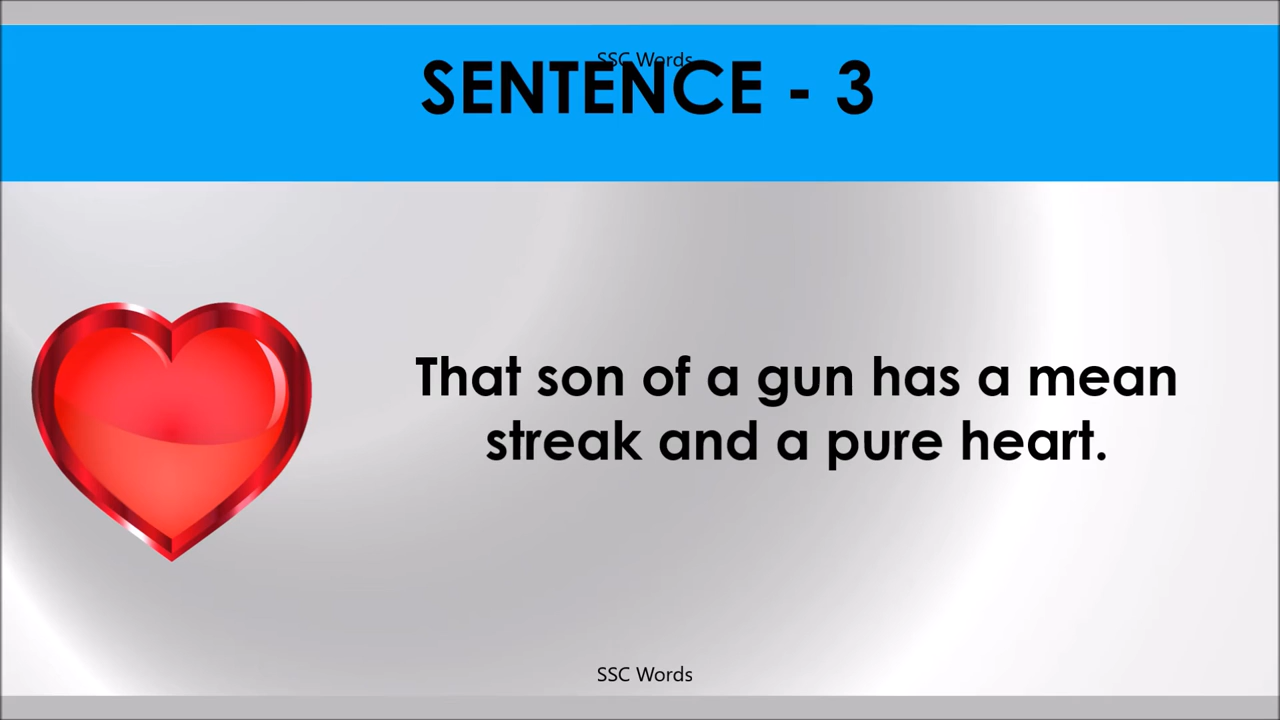 SSC Words
SENTENCE - 3
That son of a gun has a mean
streak and a pure heart.
SSC Words